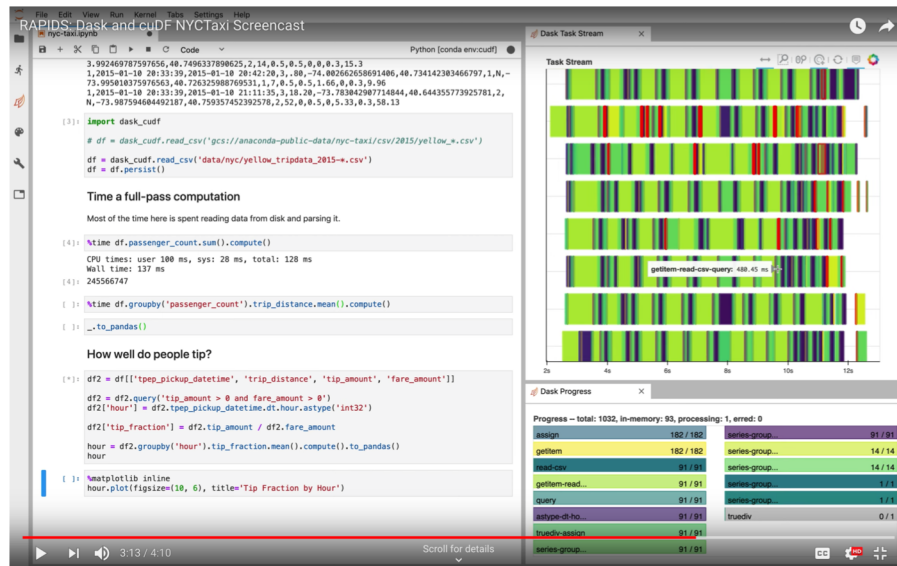 File Edit View Run Kernel Tabs Settings Help
RAPIDS: Dask and cuDF NYCTaxi Screencast
nyc-taxi.ipynb
Code
Python [conda env:cudf]
3.992469787597656,40.7496337890625,2,14,0.5,0.5,0,0,0.3,15.3
1,2015-01-10 20:33:39,2015-01-10 20:42:20,3,.80,-74.002662658691406,40.734142303466797,1,N,-
73.995010375976563,40.726325988769531,1,7,0.5,0.5,1.66,0,0.3,9.96
1,2015-01-10 20:33:39,2015-01-10 21:11:35,3,18.20,-73.783042907714844,40.644355773925781,2,
N,-73.987594604492187,40.759357452392578,2,52,0,0.5,0,5.33,0.3,58.13
[3]: import dask_cudf
# df = dask_cudf.read_csv('gcs://anaconda-public-data/nyc-taxi/csv/2015/yellow_*.csv')
df = dask_cudf.read_csv('data/nyc/yellow_tripdata_2015-*.csv')
df = df.persist()
Time a full-pass computation
Most of the time here is spent reading data from disk and parsing it.
[4]: %time df.passenger_count.sum().compute()
CPU times: user 100 ms, sys: 28 ms, total: 128 ms
Wall time: 137 ms
[4]: 245566747
[ ]: %time df.groupby('passenger_count').trip_distance.mean().compute()
[ ]: _.to_pandas()
How well do people tip?
[*]: df2 = df[['tpep_pickup_datetime', 'trip_distance', 'tip_amount', 'fare_amount']]
df2 = df2.query('tip_amount > 0 and fare_amount > 0')
df2['hour'] = df2.tpep_pickup_datetime.dt.hour.astype('int32')
df2['tip_fraction'] = df2.tip_amount / df2.fare_amount
hour = df2.groupby('hour').tip_fraction.mean().compute().to_pandas()
hour
[ ]: %matplotlib inline
hour.plot(figsize=(10, 6), title='Tip Fraction by Hour')
Dask Task Stream
Task Stream
getitem-read-csv-query: 480.45 ms
2s 4s 6s 8s 10s 12s
Dask Progress
Progress -- total: 1032, in-memory: 93, processing: 1, erred: 0
assign 182 / 182 series-group... 91 / 91
getitem 182 / 182 series-group... 14 / 14
read-csv 91 / 91 series-group... 14 / 14
getitem-read... 91 / 91 series-group... 1 / 1
query 91 / 91 series-group... 1 / 1
astype-dt-ho... 91 / 91 truediv 0 / 1
truediv-assign 91 / 91
series-group... 91 / 91
3:13 / 4:10
Scroll for details
CC
HD